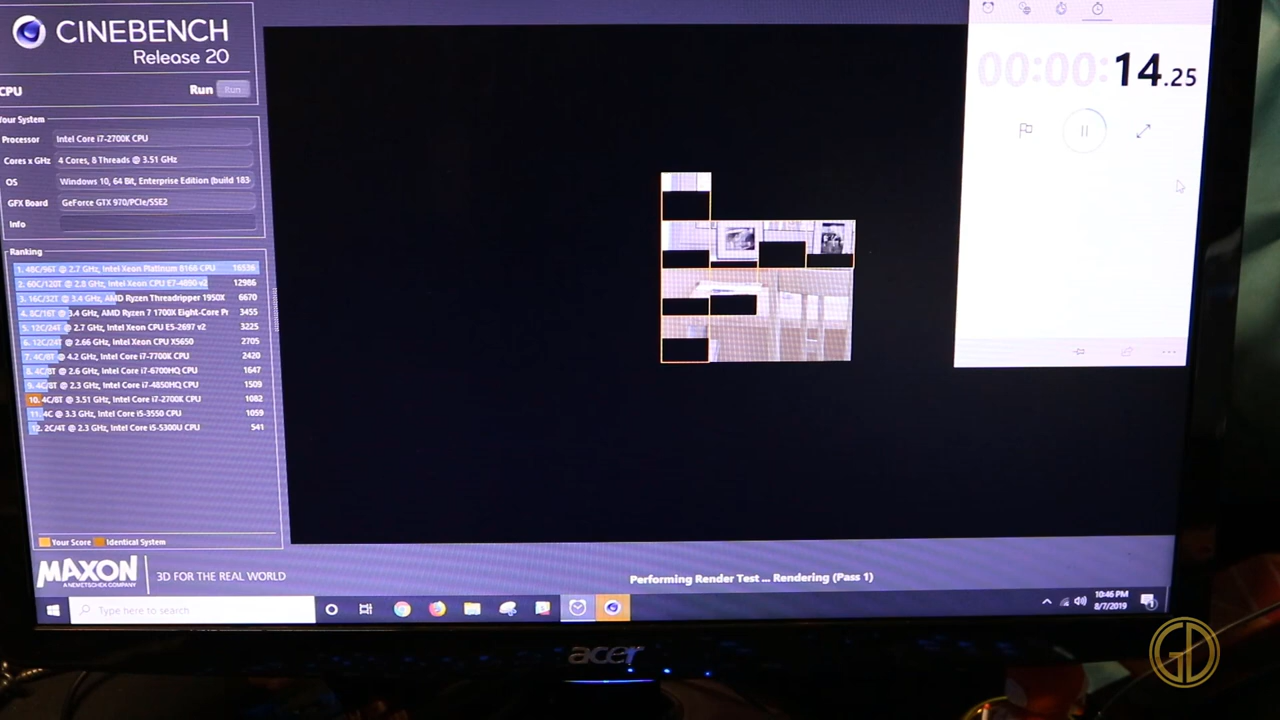 CINEBENCH
Release 20
CPU Run Run
Your System
Processor Intel Core i7-2700K CPU
Cores x GHz 4 Cores, 8 Threads @ 3.51 GHz
OS Windows 10, 64 Bit, Enterprise Edition (build 183
GFX Board GeForce GTX 970/PCIe/SSE2
Info
Ranking
1. 48C/96T @ 2.7 GHz, Intel Xeon Platinum 8168 CPU 16536
2. 60C/120T @ 2.8 GHz, Intel Xeon CPU E7-4890 v2 12986
3. 16C/32T @ 3.4 GHz, AMD Ryzen Threadripper 1950X 6670
4. 8C/16T @ 3.4 GHz, AMD Ryzen 7 1700X Eight-Core Pr 3455
5. 12C/24T @ 2.7 GHz, Intel Xeon CPU E5-2697 v2 3225
6. 12C/24T @ 2.66 GHz, Intel Xeon CPU X5650 2705
7. 4C/8T @ 4.2 GHz, Intel Core i7-7700K CPU 2420
8. 4C/8T @ 2.6 GHz, Intel Core i7-6700HQ CPU 1647
9. 4C/8T @ 2.3 GHz, Intel Core i7-4850HQ CPU 1509
10. 4C/8T @ 3.51 GHz, Intel Core i7-2700K CPU 1082
11. 4C @ 3.3 GHz, Intel Core i5-3550 CPU 1059
12. 2C/4T @ 2.3 GHz, Intel Core i5-5300U CPU 541
Your Score Identical System
MAXON
A NEMETSCHEK COMPANY
3D FOR THE REAL WORLD
Performing Render Test ... Rendering (Pass 1)
00:00:14.25
Type here to search
10:46 PM
8/7/2019
acer
GD